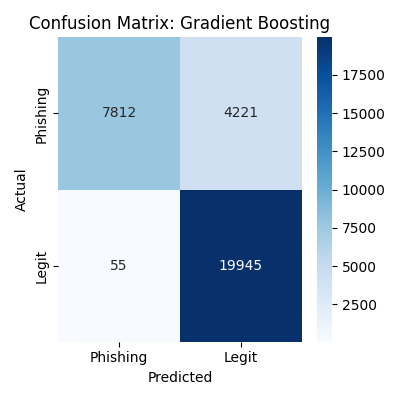 Confusion Matrix: Gradient Boosting
Phishing
7812
4221
Actual
Legit
55
19945
Phishing
Legit
Predicted
17500
15000
12500
10000
7500
5000
2500